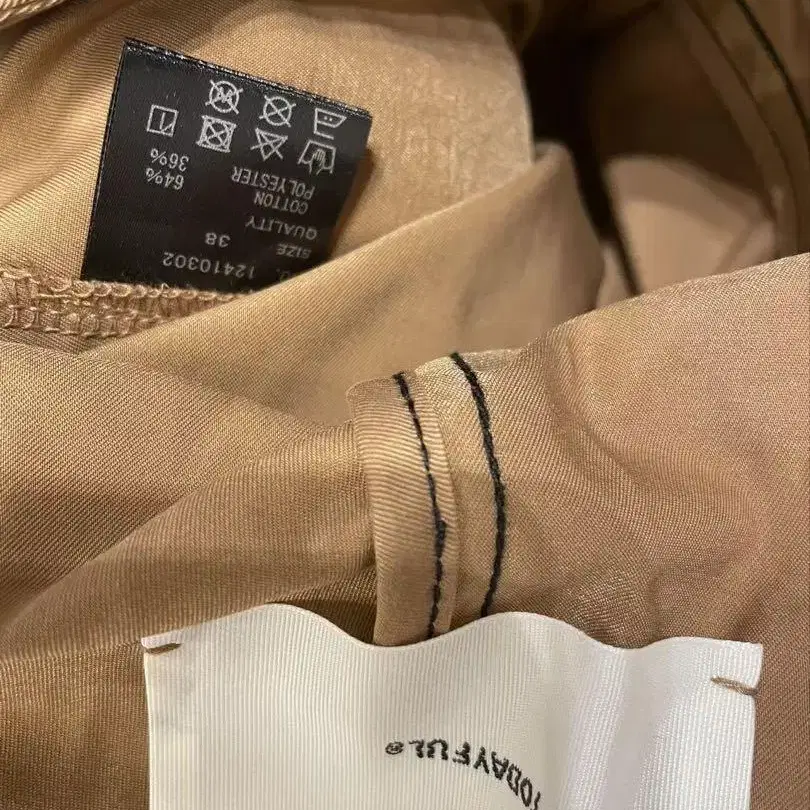 12410302
SIZE 38
QUALITY
COTTON 64%
POLYESTER 36%
TODAYFUL®